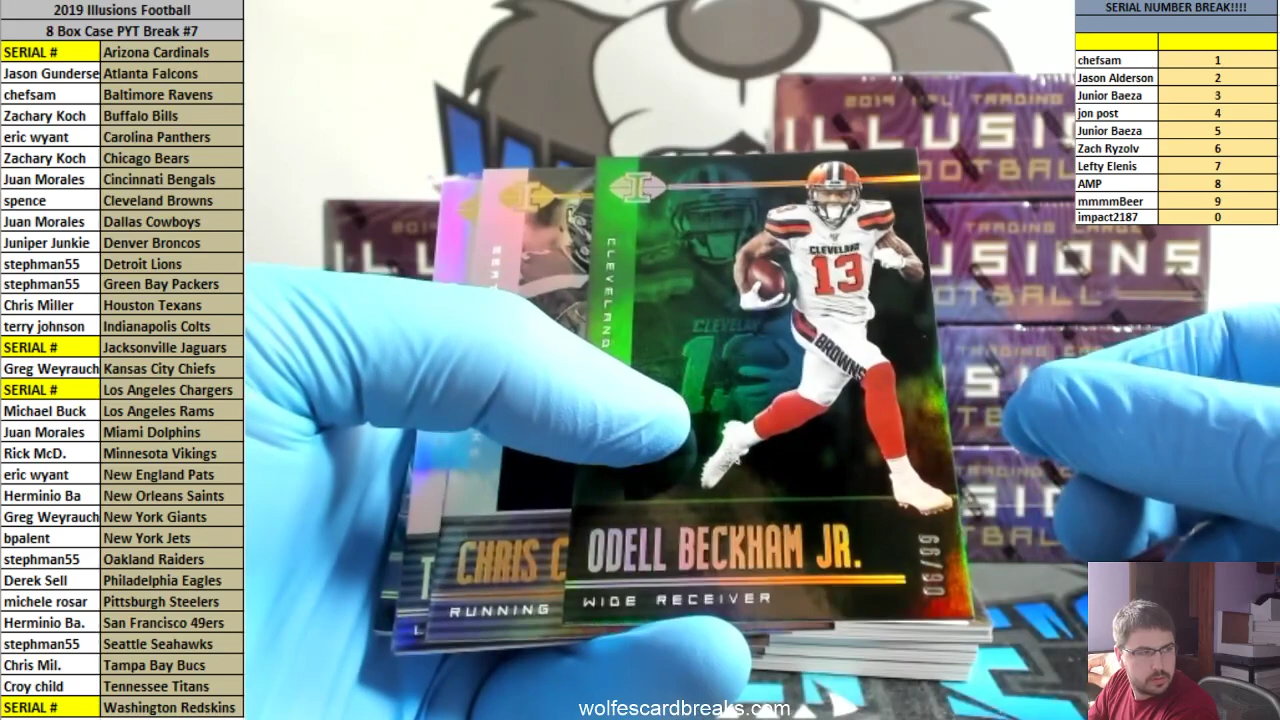 2019 Illusions Football
8 Box Case PYT Break #7
SERIAL # Arizona Cardinals
Jason Gunderse Atlanta Falcons
chefsam Baltimore Ravens
Zachary Koch Buffalo Bills
eric wyant Carolina Panthers
Zachary Koch Chicago Bears
Juan Morales Cincinnati Bengals
spence Cleveland Browns
Juan Morales Dallas Cowboys
Juniper Junkie Denver Broncos
stephman55 Detroit Lions
stephman55 Green Bay Packers
Chris Miller Houston Texans
terry johnson Indianapolis Colts
SERIAL # Jacksonville Jaguars
Greg Weyrauch Kansas City Chiefs
SERIAL # Los Angeles Chargers
Michael Buck Los Angeles Rams
Juan Morales Miami Dolphins
Rick McD. Minnesota Vikings
eric wyant New England Pats
Herminio Ba New Orleans Saints
Greg Weyrauch New York Giants
bpalent New York Jets
stephman55 Oakland Raiders
Derek Sell Philadelphia Eagles
michele rosar Pittsburgh Steelers
Herminio Ba. San Francisco 49ers
stephman55 Seattle Seahawks
Chris Mil. Tampa Bay Bucs
Croy child Tennessee Titans
SERIAL # Washington Redskins
SERIAL NUMBER BREAK!!!!
chefsam 1
Jason Alderson 2
Junior Baeza 3
jon post 4
Junior Baeza 5
Zach Ryzolv 6
Lefty Elenis 7
AMP 8
mmmmBeer 9
impact2187 0
2019 NFL TRADING
ILLUSI
FOOTBALL
ILLUSIONS
CLEVELAND
CLEVELAND
13
BROWNS
ODELL BECKHAM JR.
WIDE RECEIVER
CHRIS C
RUNNING
wolfescardbreaks.com